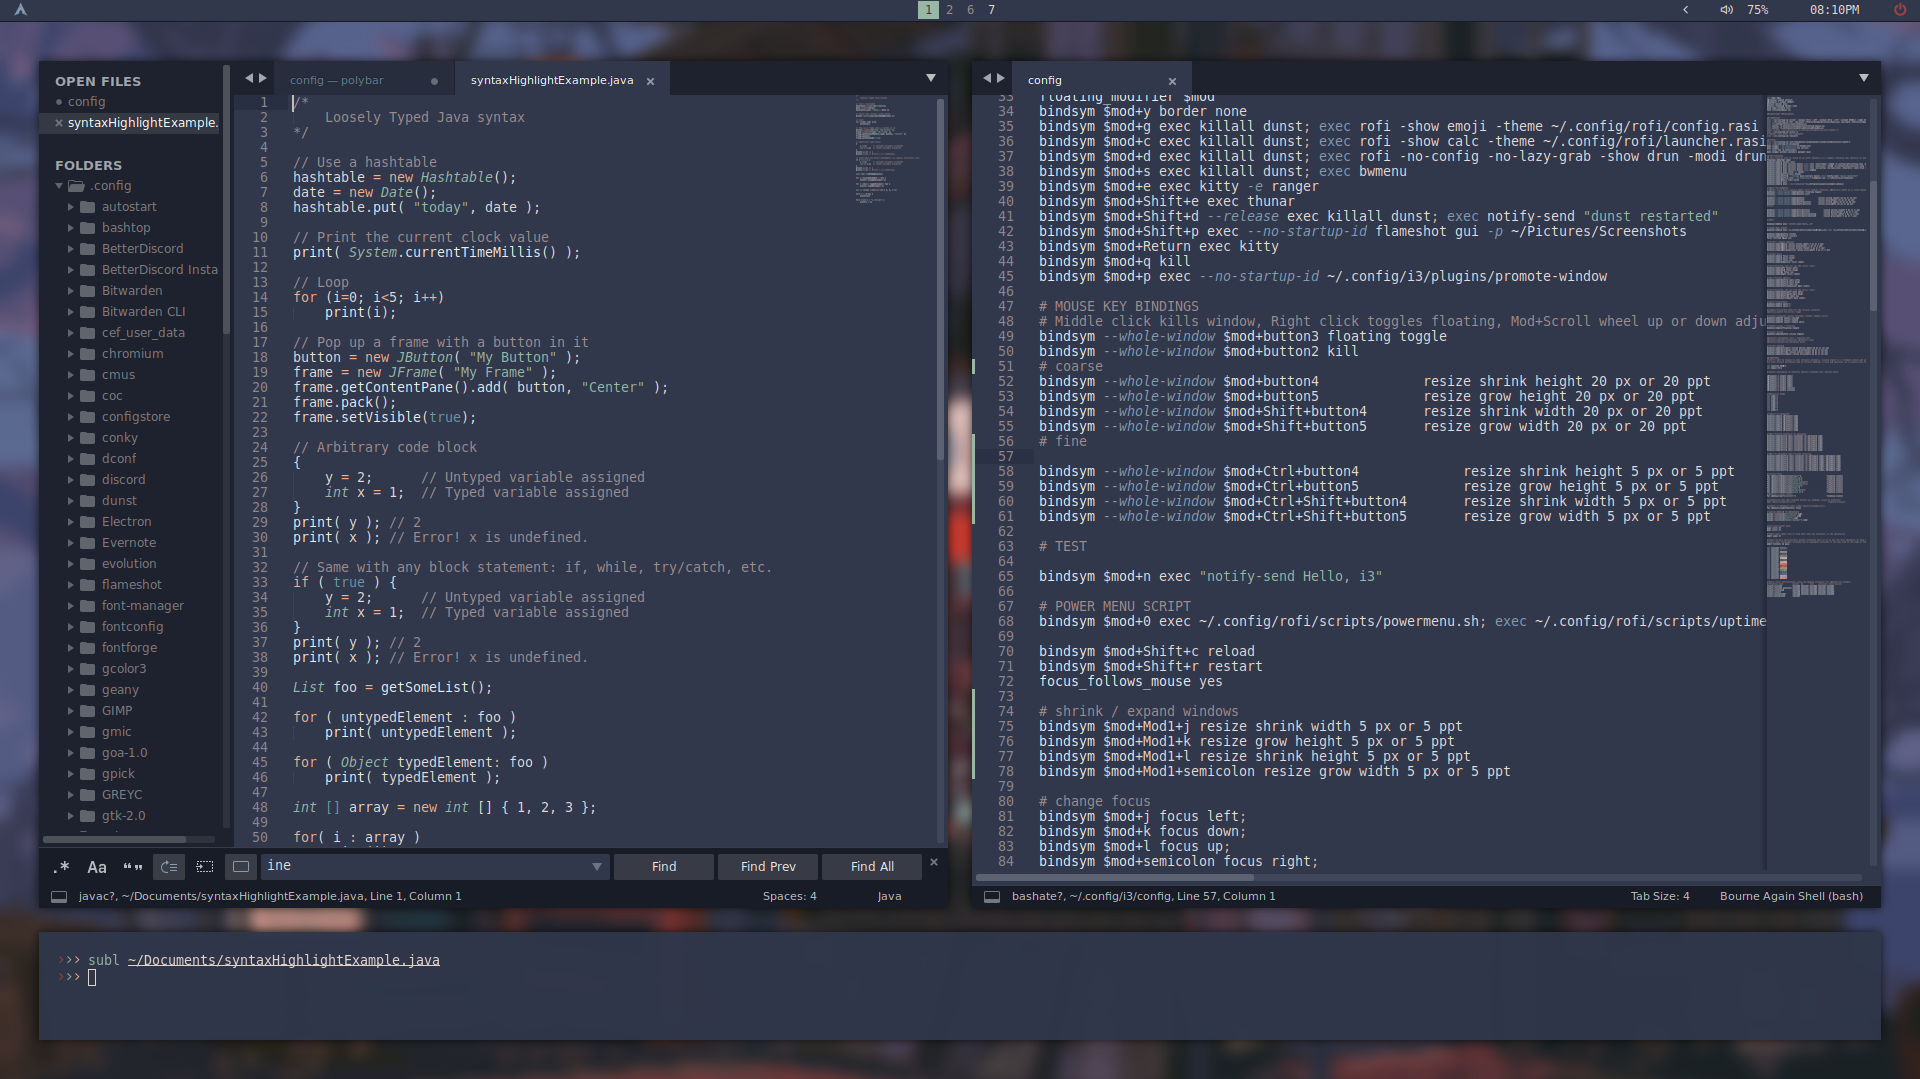 1 2 6 7
75% 08:10PM
OPEN FILES
config
syntaxHighlightExample.
FOLDERS
.config
autostart
bashtop
BetterDiscord
BetterDiscord Insta
Bitwarden
Bitwarden CLI
cef_user_data
chromium
cmus
coc
configstore
conky
dconf
discord
dunst
Electron
Evernote
evolution
flameshot
font-manager
fontconfig
fontforge
gcolor3
geany
GIMP
gmic
goa-1.0
gpick
GREYC
gtk-2.0
config — polybar
syntaxHighlightExample.java
1 /*
2     Loosely Typed Java syntax
3 */
4
5 // Use a hashtable
6 hashtable = new Hashtable();
7 date = new Date();
8 hashtable.put( "today", date );
9
10 // Print the current clock value
11 print( System.currentTimeMillis() );
12
13 // Loop
14 for (i=0; i<5; i++)
15     print(i);
16
17 // Pop up a frame with a button in it
18 button = new JButton( "My Button" );
19 frame = new JFrame( "My Frame" );
20 frame.getContentPane().add( button, "Center" );
21 frame.pack();
22 frame.setVisible(true);
23
24 // Arbitrary code block
25 {
26     y = 2;      // Untyped variable assigned
27     int x = 1;  // Typed variable assigned
28 }
29 print( y ); // 2
30 print( x ); // Error! x is undefined.
31
32 // Same with any block statement: if, while, try/catch, etc.
33 if ( true ) {
34     y = 2;      // Untyped variable assigned
35     int x = 1;  // Typed variable assigned
36 }
37 print( y ); // 2
38 print( x ); // Error! x is undefined.
39
40 List foo = getSomeList();
41
42 for ( untypedElement : foo )
43     print( untypedElement );
44
45 for ( Object typedElement: foo )
46     print( typedElement );
47
48 int [] array = new int [] { 1, 2, 3 };
49
50 for( i : array )
.* Aa “” ine Find Find Prev Find All
javac?, ~/Documents/syntaxHighlightExample.java, Line 1, Column 1 Spaces: 4 Java
config
33 floating_modifier $mod
34 bindsym $mod+y border none
35 bindsym $mod+g exec killall dunst; exec rofi -show emoji -theme ~/.config/rofi/config.rasi
36 bindsym $mod+c exec killall dunst; exec rofi -show calc -theme ~/.config/rofi/launcher.rasi
37 bindsym $mod+d exec killall dunst; exec rofi -no-config -no-lazy-grab -show drun -modi drun
38 bindsym $mod+s exec killall dunst; exec bwmenu
39 bindsym $mod+e exec kitty -e ranger
40 bindsym $mod+Shift+e exec thunar
41 bindsym $mod+Shift+d --release exec killall dunst; exec notify-send "dunst restarted"
42 bindsym $mod+Shift+p exec --no-startup-id flameshot gui -p ~/Pictures/Screenshots
43 bindsym $mod+Return exec kitty
44 bindsym $mod+q kill
45 bindsym $mod+p exec --no-startup-id ~/.config/i3/plugins/promote-window
46
47 # MOUSE KEY BINDINGS
48 # Middle click kills window, Right click toggles floating, Mod+Scroll wheel up or down adju
49 bindsym --whole-window $mod+button3 floating toggle
50 bindsym --whole-window $mod+button2 kill
51 # coarse
52 bindsym --whole-window $mod+button4             resize shrink height 20 px or 20 ppt
53 bindsym --whole-window $mod+button5             resize grow height 20 px or 20 ppt
54 bindsym --whole-window $mod+Shift+button4       resize shrink width 20 px or 20 ppt
55 bindsym --whole-window $mod+Shift+button5       resize grow width 20 px or 20 ppt
56 # fine
57
58 bindsym --whole-window $mod+Ctrl+button4             resize shrink height 5 px or 5 ppt
59 bindsym --whole-window $mod+Ctrl+button5             resize grow height 5 px or 5 ppt
60 bindsym --whole-window $mod+Ctrl+Shift+button4       resize shrink width 5 px or 5 ppt
61 bindsym --whole-window $mod+Ctrl+Shift+button5       resize grow width 5 px or 5 ppt
62
63 # TEST
64
65 bindsym $mod+n exec "notify-send Hello, i3"
66
67 # POWER MENU SCRIPT
68 bindsym $mod+0 exec ~/.config/rofi/scripts/powermenu.sh; exec ~/.config/rofi/scripts/uptime
69
70 bindsym $mod+Shift+c reload
71 bindsym $mod+Shift+r restart
72 focus_follows_mouse yes
73
74 # shrink / expand windows
75 bindsym $mod+Mod1+j resize shrink width 5 px or 5 ppt
76 bindsym $mod+Mod1+k resize grow height 5 px or 5 ppt
77 bindsym $mod+Mod1+l resize shrink height 5 px or 5 ppt
78 bindsym $mod+Mod1+semicolon resize grow width 5 px or 5 ppt
79
80 # change focus
81 bindsym $mod+j focus left;
82 bindsym $mod+k focus down;
83 bindsym $mod+l focus up;
84 bindsym $mod+semicolon focus right;
bashate?, ~/.config/i3/config, Line 57, Column 1 Tab Size: 4 Bourne Again Shell (bash)
››› subl ~/Documents/syntaxHighlightExample.java
›››